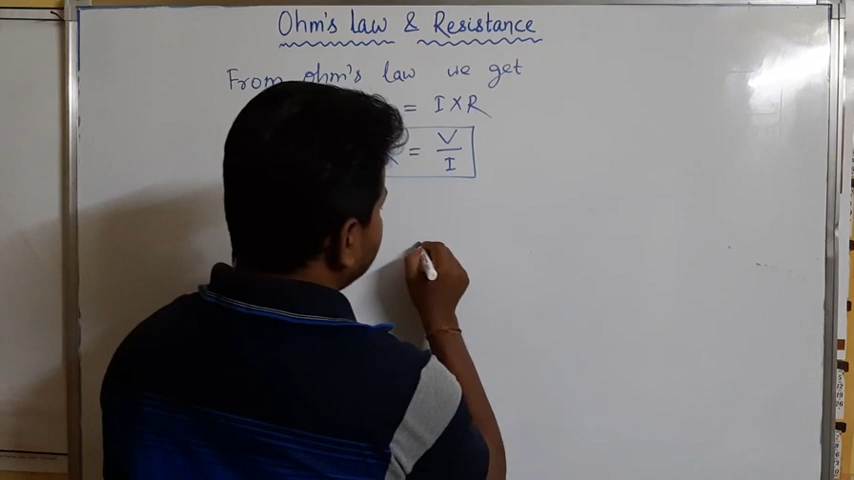 Ohm's Law & Resistance
From ohm's law we get
= I X R
= V/I